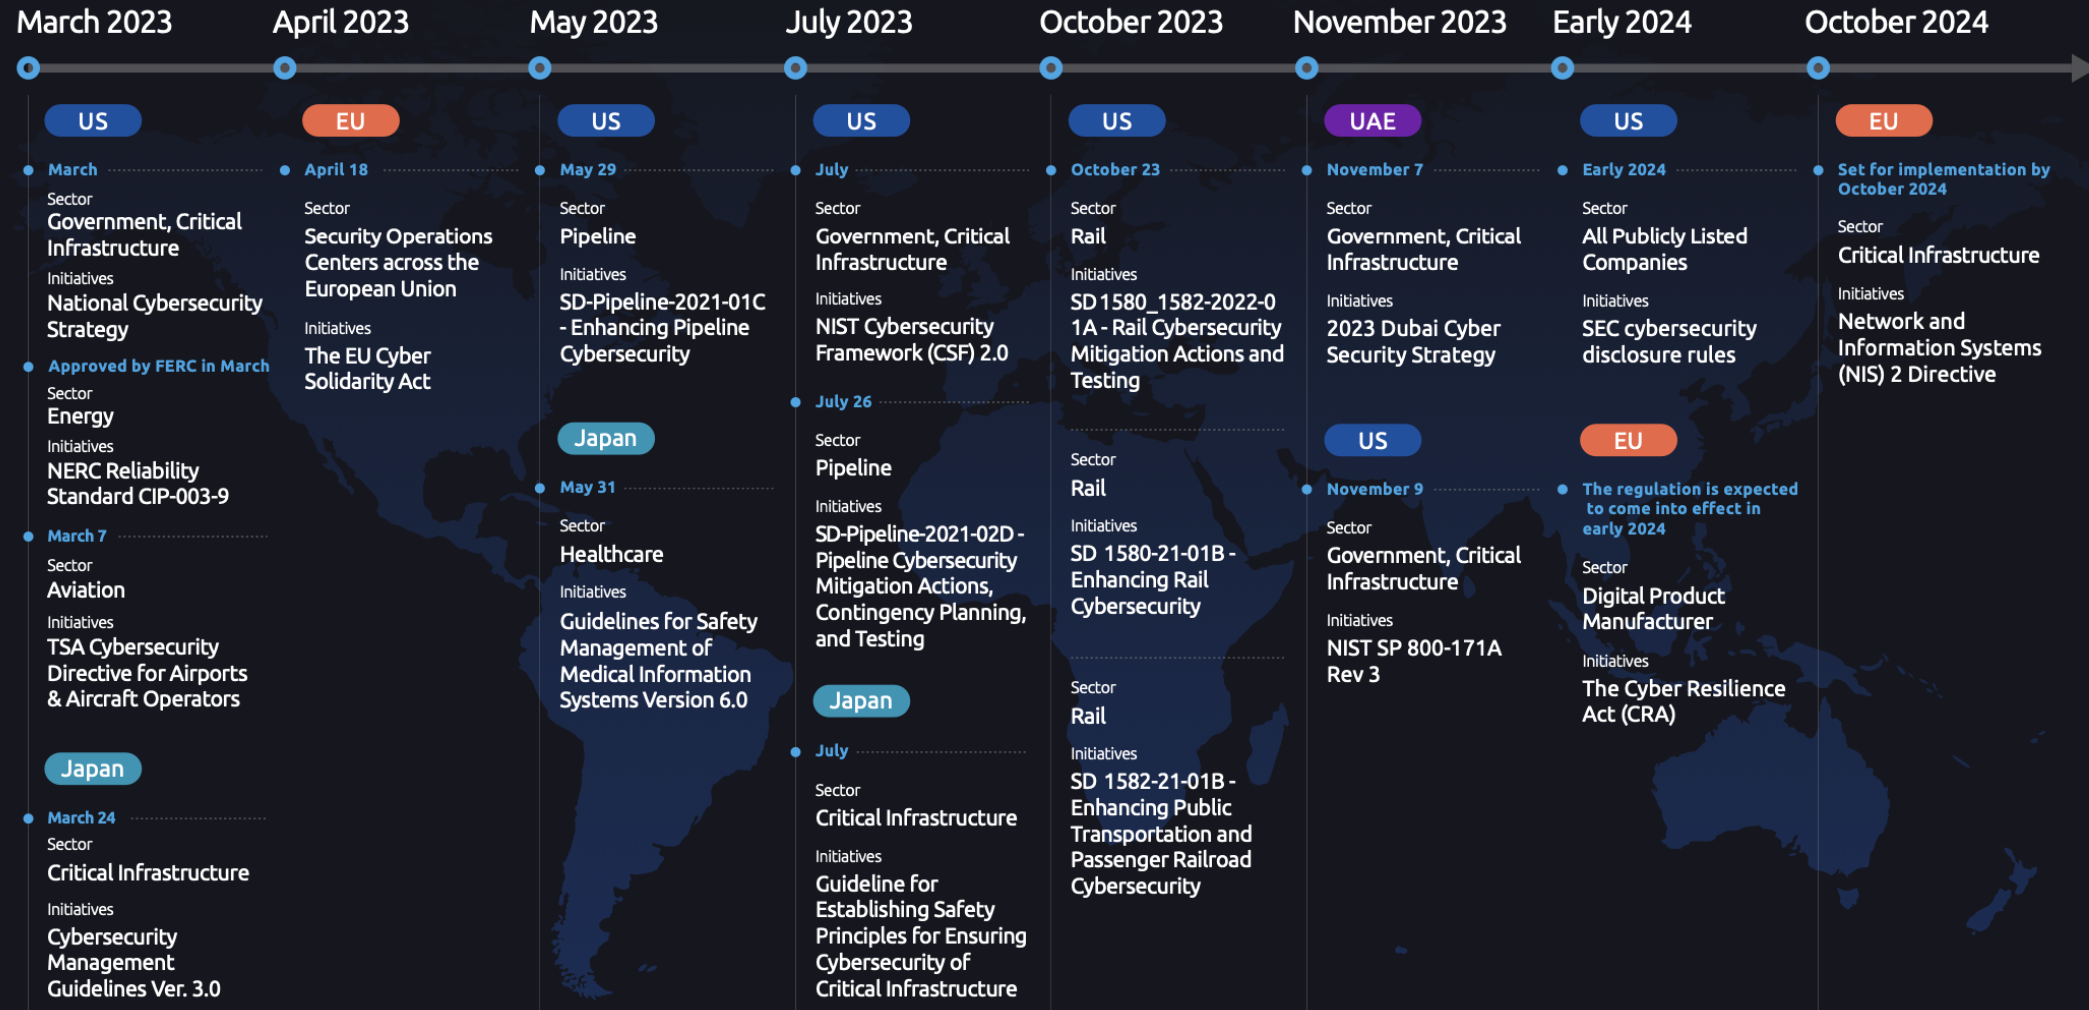 March 2023
April 2023
May 2023
July 2023
October 2023
November 2023
Early 2024
October 2024
US
March
Sector
Government, Critical
Infrastructure
Initiatives
National Cybersecurity
Strategy
Approved by FERC in March
Sector
Energy
Initiatives
NERC Reliability
Standard CIP-003-9
March 7
Sector
Aviation
Initiatives
TSA Cybersecurity
Directive for Airports
& Aircraft Operators
Japan
March 24
Sector
Critical Infrastructure
Initiatives
Cybersecurity
Management
Guidelines Ver. 3.0
EU
April 18
Sector
Security Operations
Centers across the
European Union
Initiatives
The EU Cyber
Solidarity Act
US
May 29
Sector
Pipeline
Initiatives
SD-Pipeline-2021-01C
- Enhancing Pipeline
Cybersecurity
Japan
May 31
Sector
Healthcare
Initiatives
Guidelines for Safety
Management of
Medical Information
Systems Version 6.0
US
July
Sector
Government, Critical
Infrastructure
Initiatives
NIST Cybersecurity
Framework (CSF) 2.0
July 26
Sector
Pipeline
Initiatives
SD-Pipeline-2021-02D -
Pipeline Cybersecurity
Mitigation Actions,
Contingency Planning,
and Testing
Japan
July
Sector
Critical Infrastructure
Initiatives
Guideline for
Establishing Safety
Principles for Ensuring
Cybersecurity of
Critical Infrastructure
US
October 23
Sector
Rail
Initiatives
SD1580_1582-2022-0
1A - Rail Cybersecurity
Mitigation Actions and
Testing
Sector
Rail
Initiatives
SD 1580-21-01B -
Enhancing Rail
Cybersecurity
Sector
Rail
Initiatives
SD 1582-21-01B -
Enhancing Public
Transportation and
Passenger Railroad
Cybersecurity
UAE
November 7
Sector
Government, Critical
Infrastructure
Initiatives
2023 Dubai Cyber
Security Strategy
US
November 9
Sector
Government, Critical
Infrastructure
Initiatives
NIST SP 800-171A
Rev 3
US
Early 2024
Sector
All Publicly Listed
Companies
Initiatives
SEC cybersecurity
disclosure rules
EU
The regulation is expected
to come into effect in
early 2024
Sector
Digital Product
Manufacturer
Initiatives
The Cyber Resilience
Act (CRA)
EU
Set for implementation by
October 2024
Sector
Critical Infrastructure
Initiatives
Network and
Information Systems
(NIS) 2 Directive